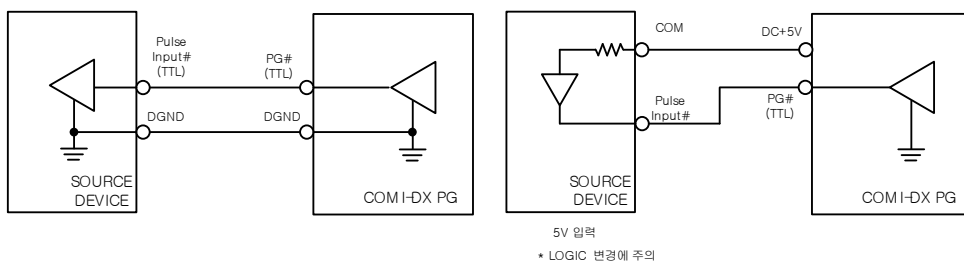 Pulse
Input#
(TTL)
PG#
(TTL)
DGND
DGND
SOURCE
DEVICE
COMI-DX PG
COM
DC+5V
Pulse
Input#
PG#
(TTL)
SOURCE
DEVICE
COMI-DX PG
5V 입력
* LOGIC 변경에 주의